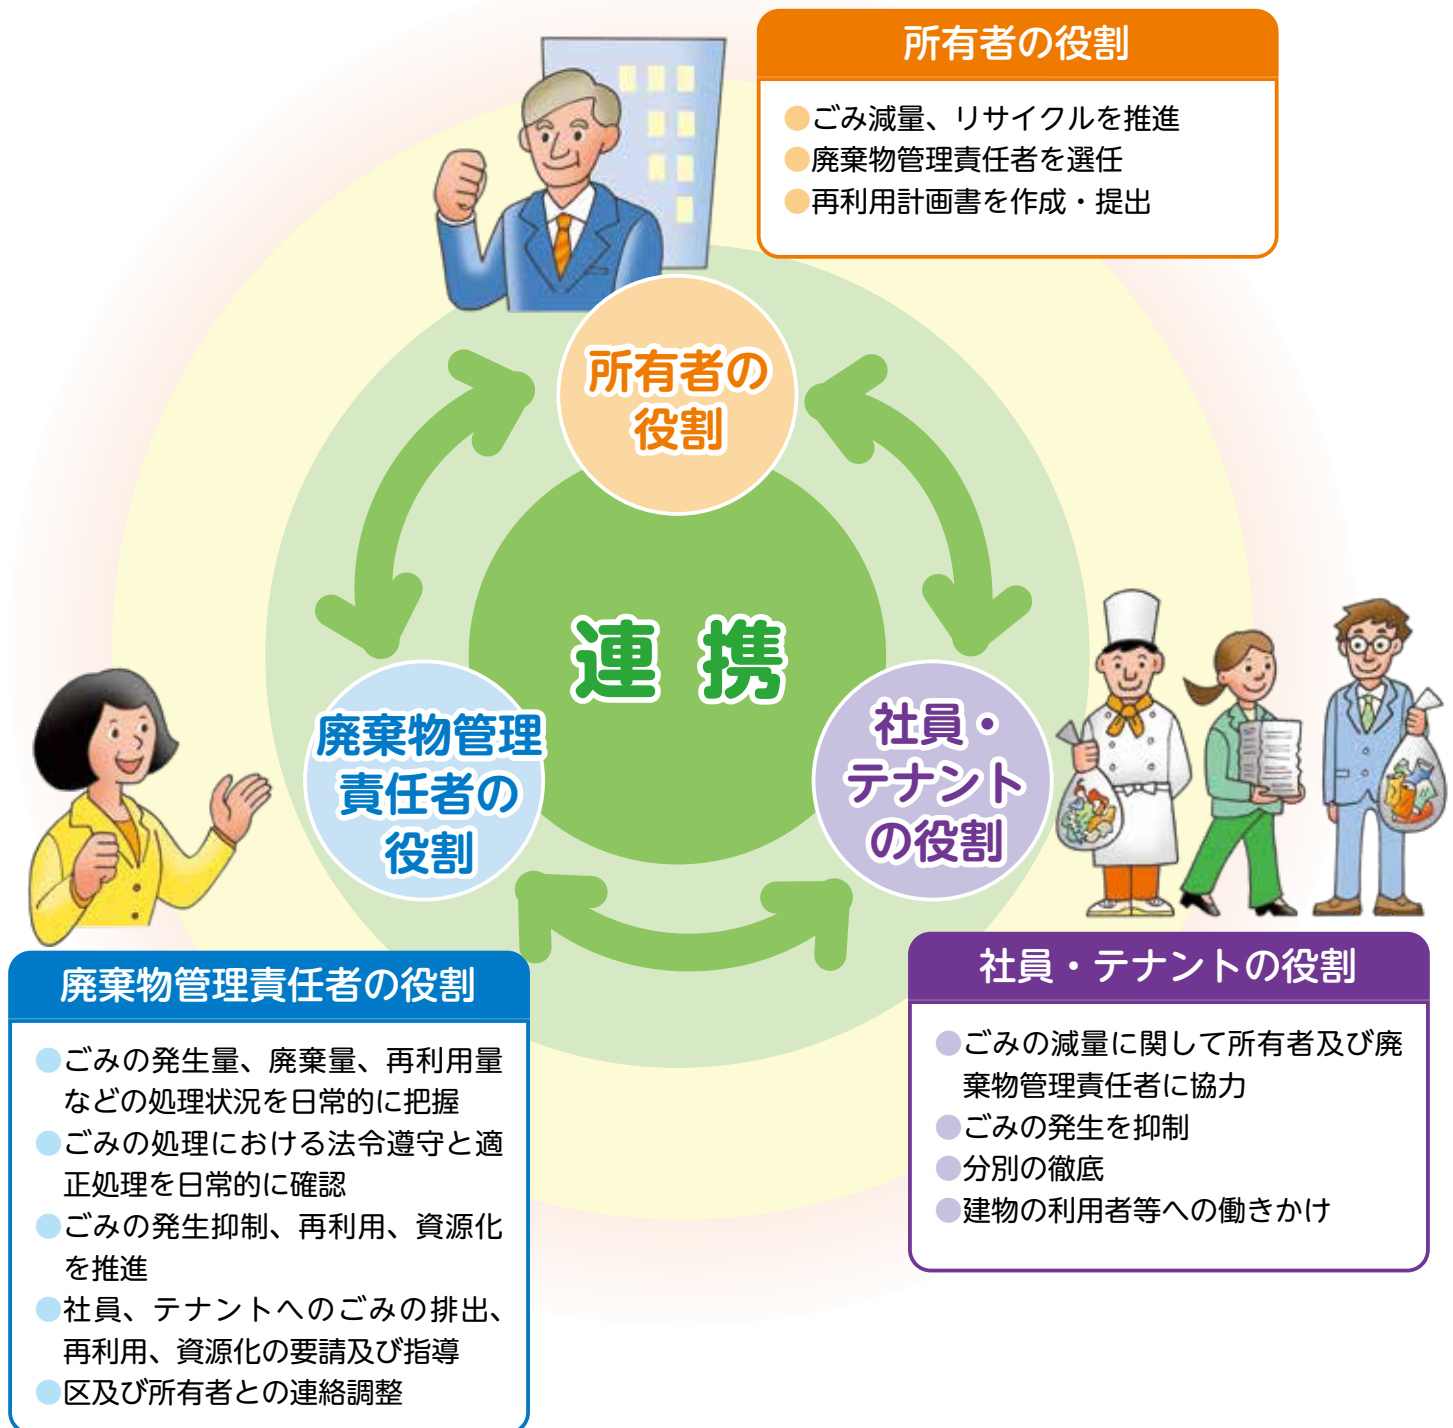 所有者の役割
●ごみ減量、リサイクルを推進
●廃棄物管理責任者を選任
●再利用計画書を作成・提出
所有者の
役割
連携
廃棄物管理
責任者の
役割
社員・
テナント
の役割
廃棄物管理責任者の役割
●ごみの発生量、廃棄量、再利用量
などの処理状況を日常的に把握
●ごみの処理における法令遵守と適
正処理を日常的に確認
●ごみの発生抑制、再利用、資源化
を推進
●社員、テナントへのごみの排出、
再利用、資源化の要請及び指導
●区及び所有者との連絡調整
社員・テナントの役割
●ごみの減量に関して所有者及び廃
棄物管理責任者に協力
●ごみの発生を抑制
●分別の徹底
●建物の利用者等への働きかけ